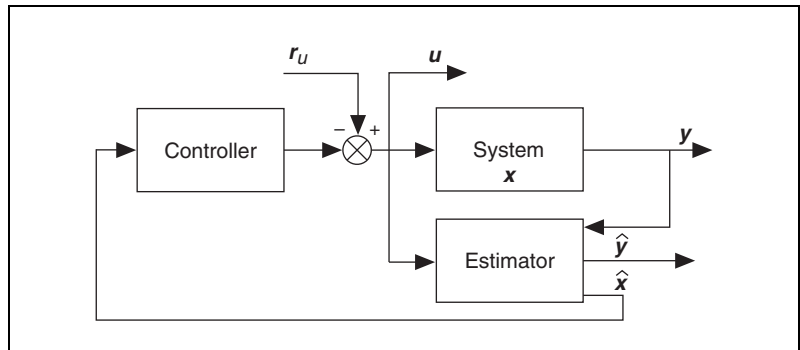 r_u
u
− +
Controller
System
x
y
Estimator
ŷ
x̂